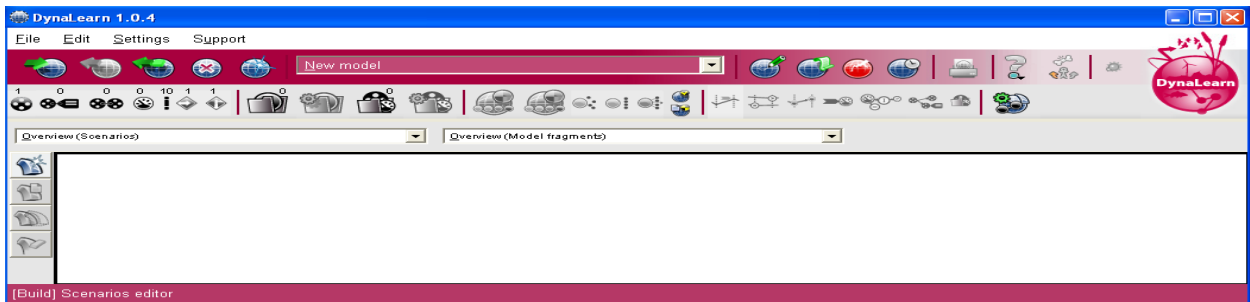 DynaLearn 1.0.4
File Edit Settings Support
New model
DynaLearn
1 0 0 0 10 1 1 0 0
Overview (Scenarios) Overview (Model fragments)
[Build] Scenarios editor